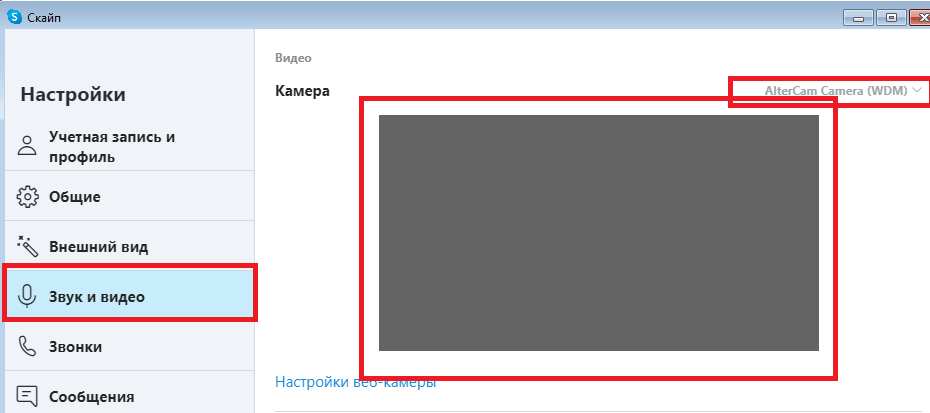 Скайп
Настройки
Учетная запись и
профиль
Общие
Внешний вид
Звук и видео
Звонки
Сообщения
Видео
Камера
AlterCam Camera (WDM)
Настройки веб-камеры